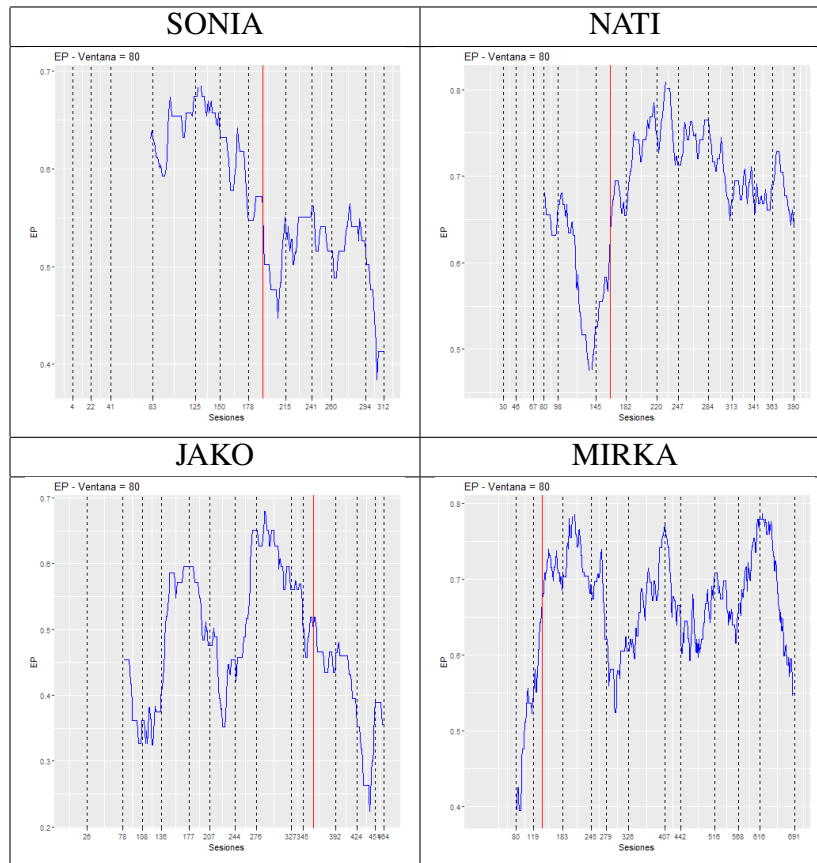 SONIA
EP - Ventana = 80
0.7
0.6
0.5
0.4
EP
4 22 41 83 125 150 178 215 241 260 294 312
Sesiones
NATI
EP - Ventana = 80
0.8
0.7
0.6
0.5
EP
30 46 67 80 98 145 182 220 247 284 313 341 363 390
Sesiones
JAKO
EP - Ventana = 80
0.7
0.6
0.5
0.4
0.3
0.2
EP
26 78 108 136 177 207 244 276 327 345 392 424
Sesiones
MIRKA
EP - Ventana = 80
0.8
0.7
0.6
0.5
0.4
EP
80 119 183 245 279 326 407 442 516 568 616 691
Sesiones